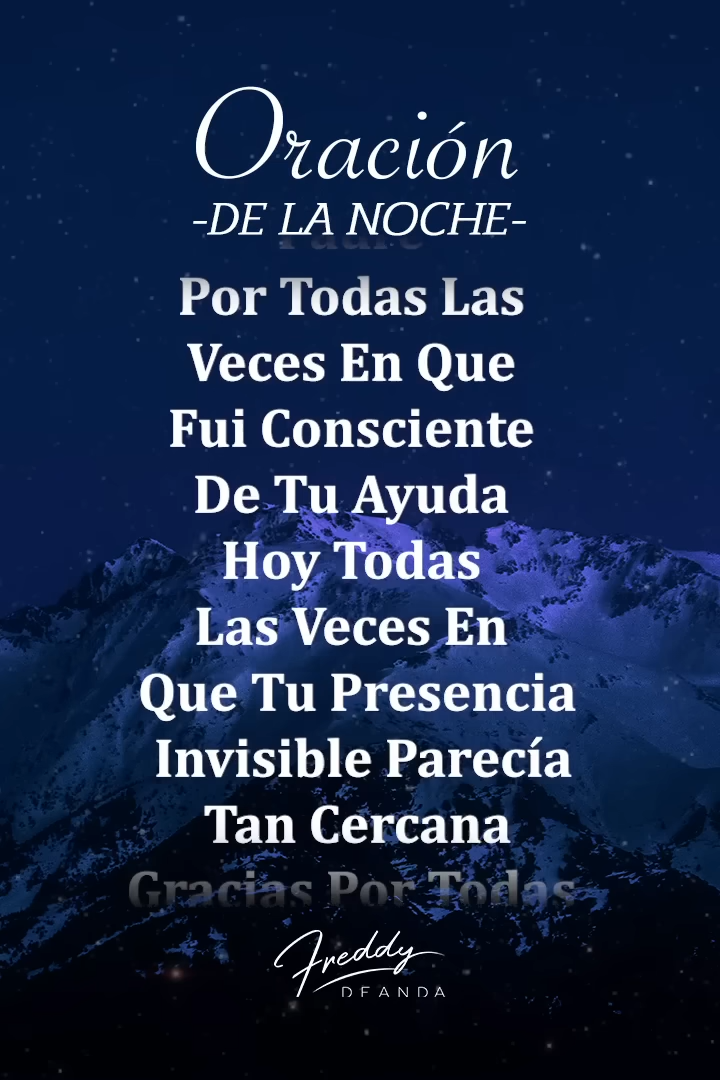 Oración
-DE LA NOCHE-
Padre
Por Todas Las
Veces En Que
Fui Consciente
De Tu Ayuda
Hoy Todas
Las Veces En
Que Tu Presencia
Invisible Parecía
Tan Cercana
Gracias Por Todas
Freddy
DEANDA